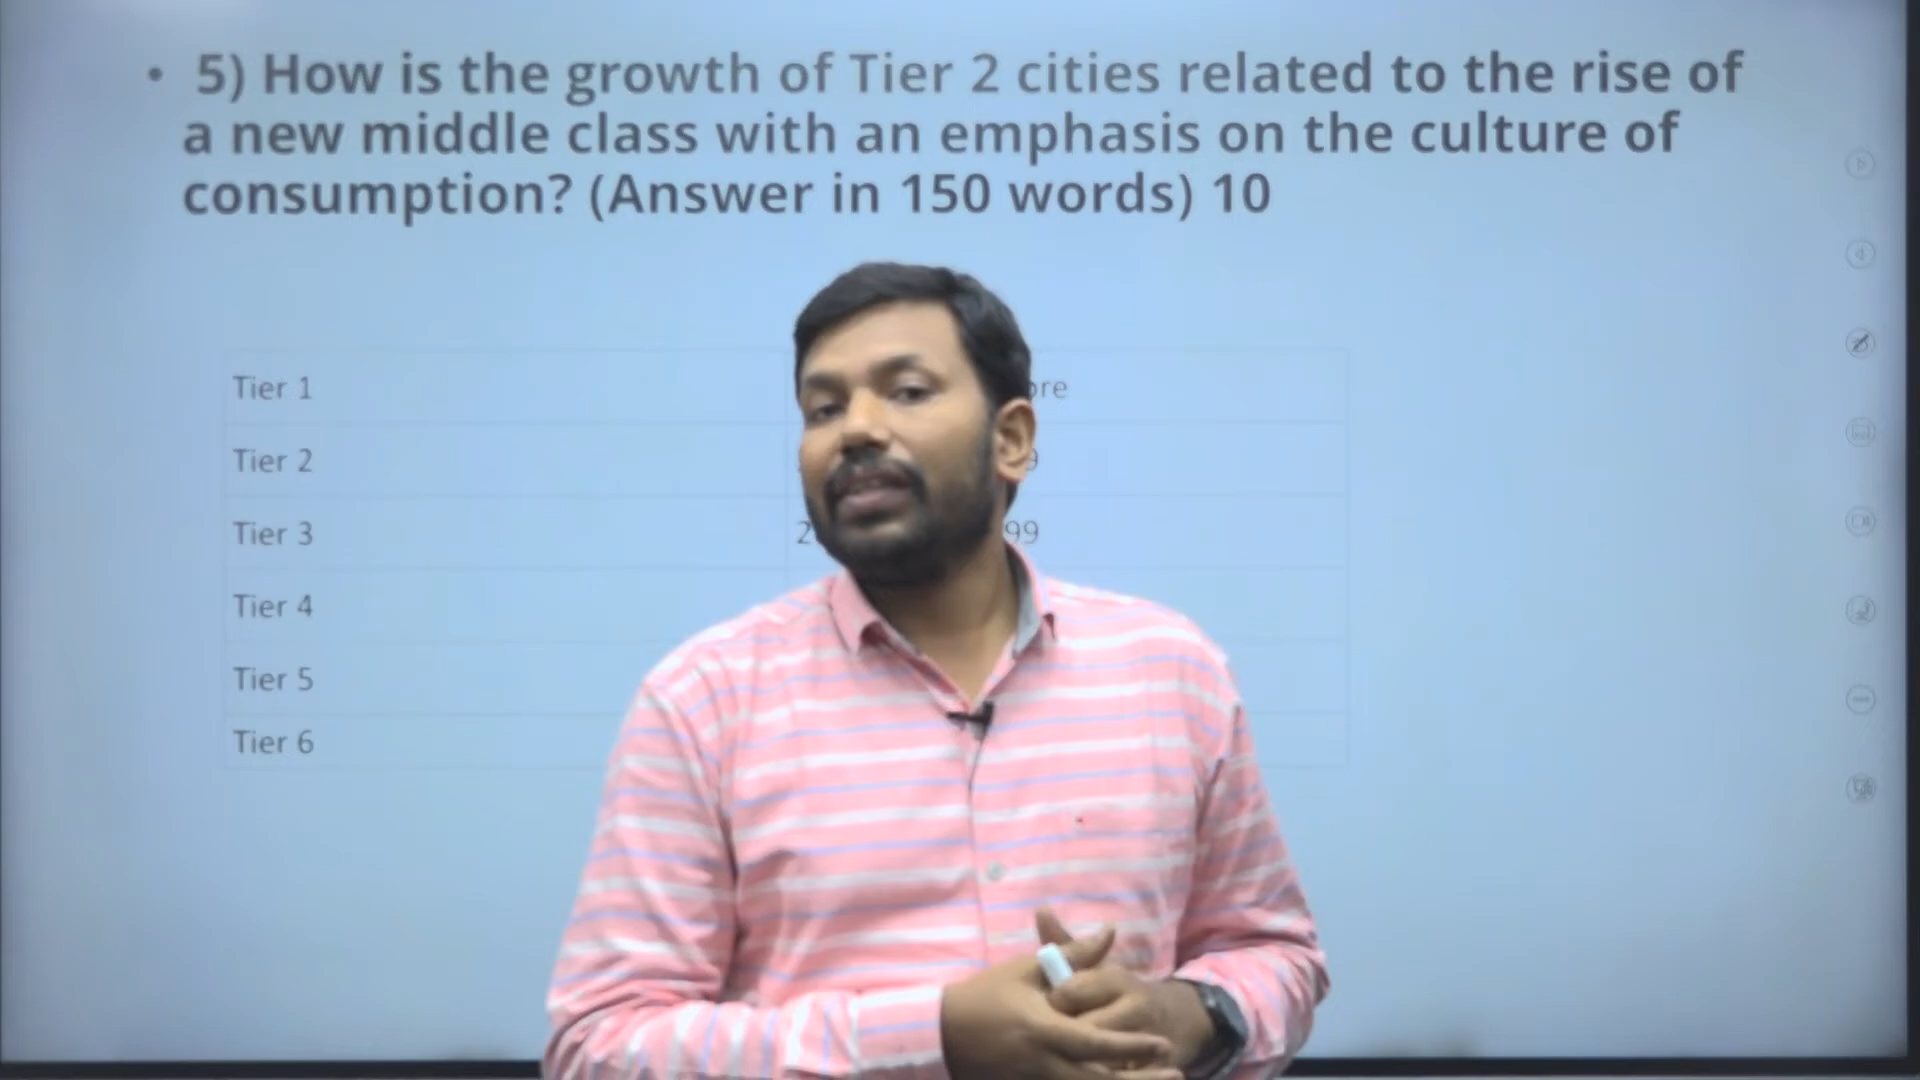 • 5) How is the growth of Tier 2 cities related to the rise of
a new middle class with an emphasis on the culture of
consumption? (Answer in 150 words) 10
Tier 1
Tier 2
Tier 3
Tier 4
Tier 5
Tier 6